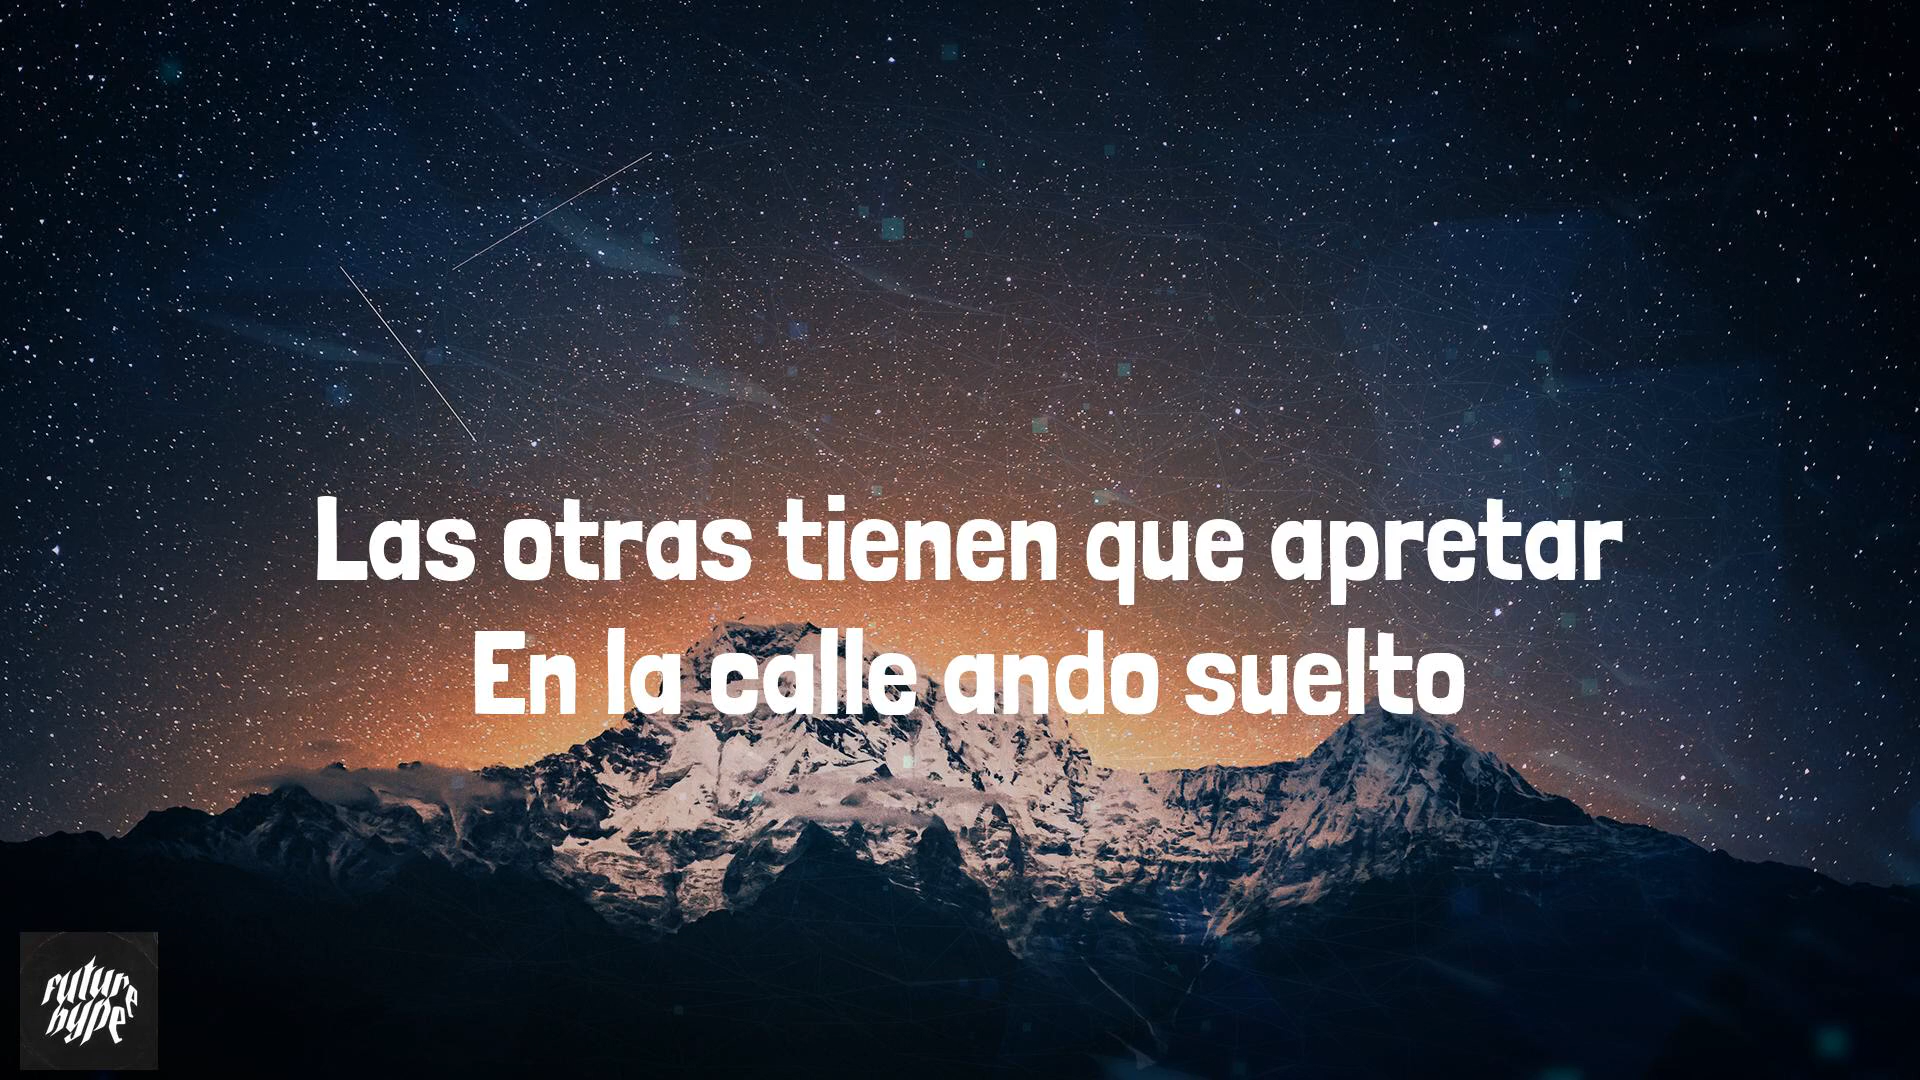 Las otras tienen que apretar
En la calle ando suelto
future
hype